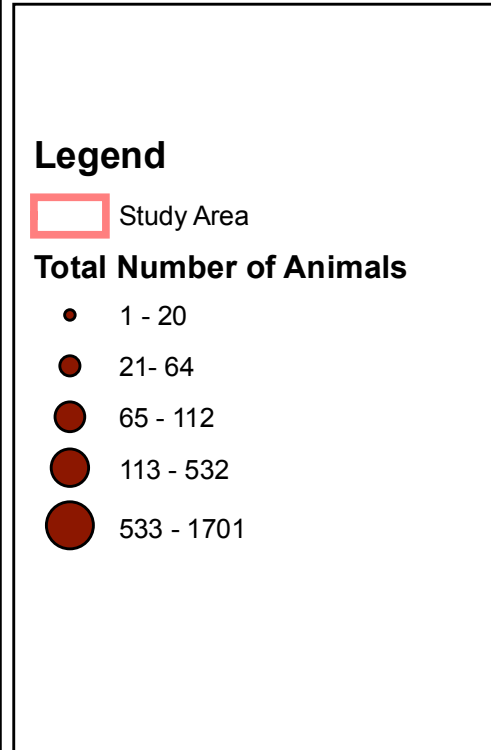 Legend
Study Area
Total Number of Animals
1 - 20
21- 64
65 - 112
113 - 532
533 - 1701